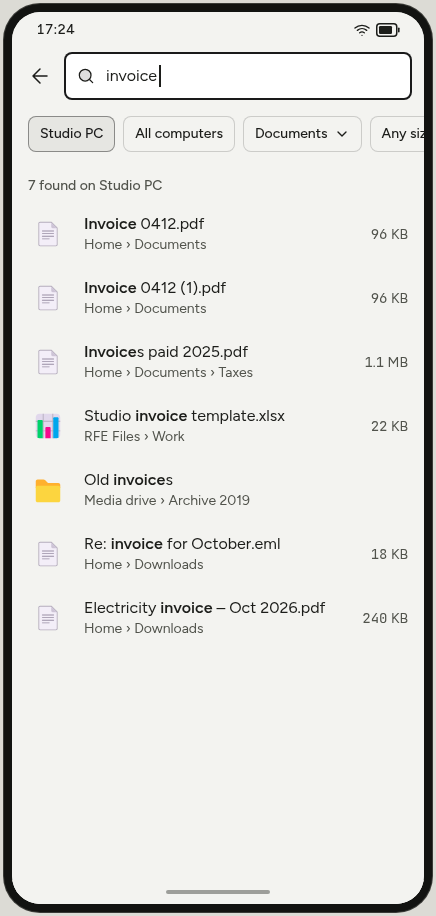 17:24
invoice
Studio PC
All computers
Documents
Any siz
7 found on Studio PC
Invoice 0412.pdf
Home › Documents
96 KB
Invoice 0412 (1).pdf
Home › Documents
96 KB
Invoices paid 2025.pdf
Home › Documents › Taxes
1.1 MB
Studio invoice template.xlsx
RFE Files › Work
22 KB
Old invoices
Media drive › Archive 2019
Re: invoice for October.eml
Home › Downloads
18 KB
Electricity invoice – Oct 2026.pdf
Home › Downloads
240 KB